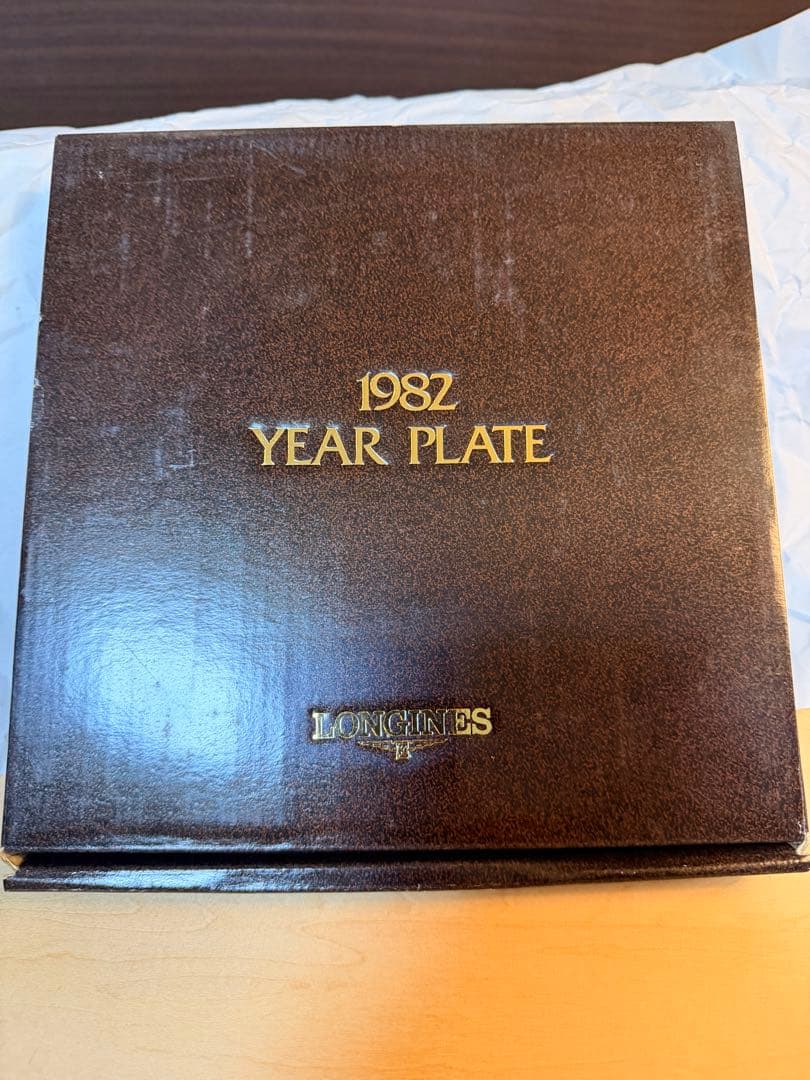 1982
YEAR PLATE
LONGINES